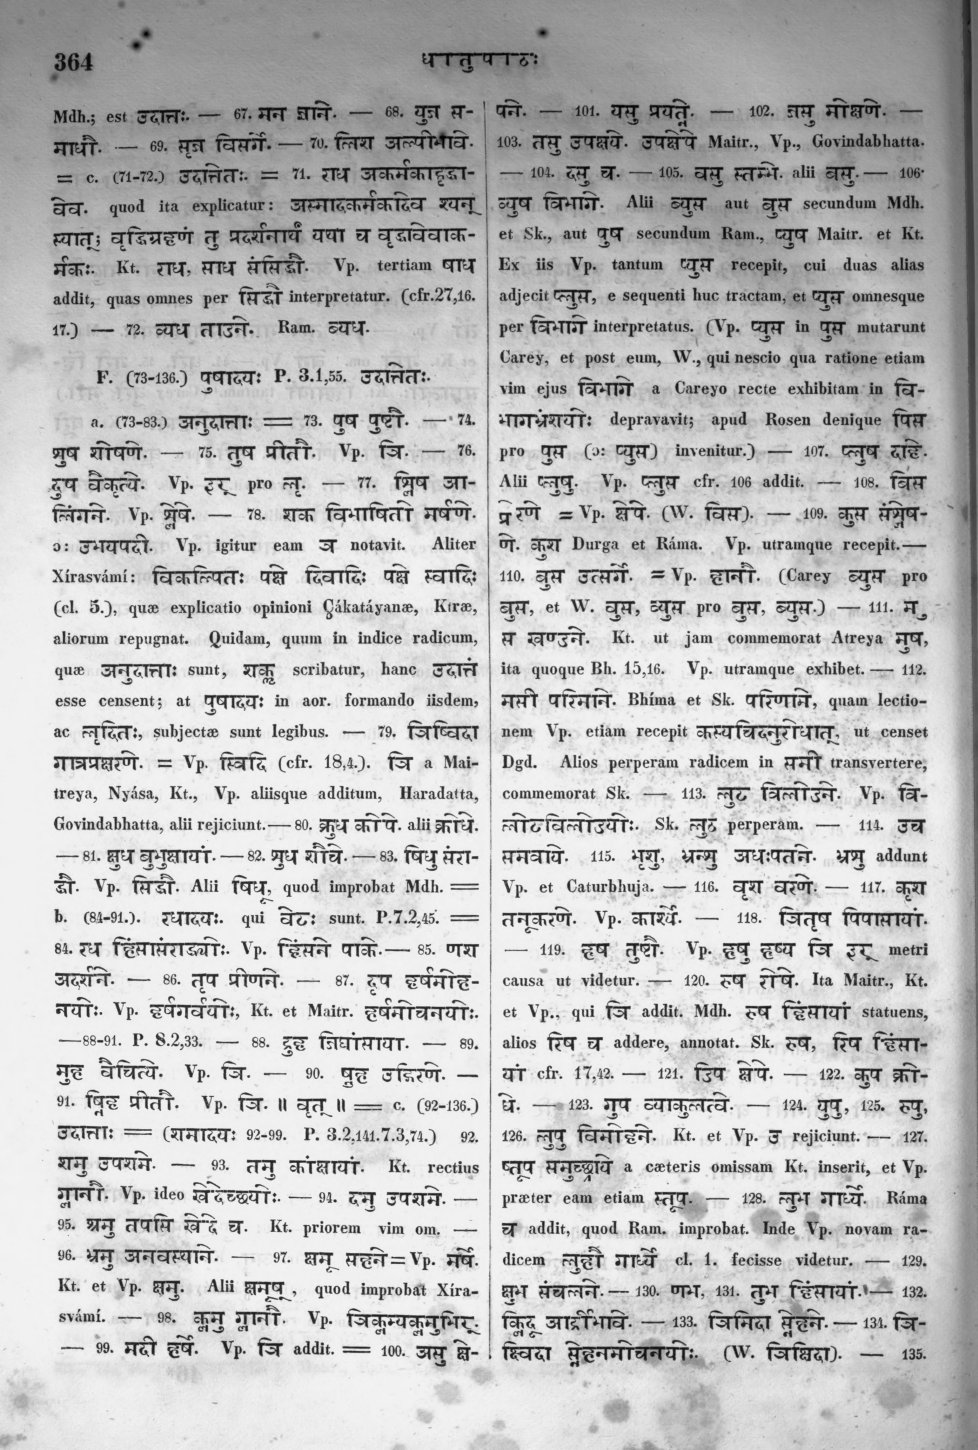 364
धातुपाठः
Mdh.; est उदात्तः. — 67. मन ज्ञाने. — 68. युज स-
माधौ. — 69. सृज विसर्गे. — 70. लिश अल्पीभावे.
= c. (71-72.) उदात्तेतः. = 71. राध अकर्मकाद्वृद्धा-
वेव. quod ita explicatur: अस्मादकर्मकादेव श्यन्
स्यात्; वृद्धिग्रहणं तु प्रदर्शनार्थं यथा च वृद्धावेवाक-
र्मकः. Kt. राध, साध संसिद्धौ. Vp. tertiam षाध
addit, quas omnes per सिद्धौ interpretatur. (cfr.27,16.
17.) — 72. व्यध ताडने. Ram. ब्यध.
F. (73-136.) पुषादयः P. 3.1,55. उदात्तेतः.
a. (73-83.) अनुदात्ताः = 73. पुष पुष्टौ. — 74.
शुष शोषणे. — 75. तुष प्रीतौ. Vp. ञि. — 76.
दुष वैकृत्ये. Vp. इर् pro लृ. — 77. श्लिष आ-
लिंगने. Vp. श्लेषे. — 78. शक विभाषितो मर्षणे.
ɔ: उभयपदी. Vp. igitur eam ञ notavit. Aliter
Xírasvámí: विकल्पितः पक्षे दिवादिः पक्षे स्वादिः
(cl. 5.), quæ explicatio opinioni Çákatáyanæ, Ktræ,
aliorum repugnat. Quidam, quum in indice radicum,
quæ अनुदात्ताः sunt, शकॢ scribatur, hanc उदात्तं
esse censent; at पुषादयः in aor. formando iisdem,
ac लृदितः, subjectæ sunt legibus. — 79. ञिष्विदा
गात्रप्रक्षरणे. = Vp. स्विदि (cfr. 18,4.). ञि a Mai-
treya, Nyása, Kt., Vp. aliisque additum, Haradatta,
Govindabhatta, alii rejiciunt. — 80. क्रुध कोपे. alii क्रोधे.
— 81. क्षुध बुभुक्षायां. — 82. शुध शौचे. — 83. षिधु संरा-
द्धौ. Vp. सिद्धौ. Alii षिधू, quod improbat Mdh. =
b. (84-91.). रधादयः. qui वेटः sunt. P.7.2,45. =
84. रध हिंसासंराद्ध्योः. Vp. हिंसने पाके. — 85. णश
अदर्शने. — 86. तृप प्रीणने. — 87. दृप हर्षमोह-
नयोः. Vp. हर्षगर्वयोः, Kt. et Maitr. हर्षमोचनयोः.
—88-91. P. 8.2,33. — 88. द्रुह जिघांसाया. — 89.
मुह वैचित्ये. Vp. ञि. — 90. ष्णुह उद्गिरणे. —
91. ष्णिह प्रीतौ. Vp. ञि. ॥ वृत् ॥ = c. (92-136.)
उदात्ताः = (शमादयः 92-99. P. 3.2,141.7.3,74.) 92.
शमु उपशमे. — 93. तमु कांक्षायां. Kt. rectius
ग्लानौ. Vp. ideo खेदेच्छयोः. — 94. दमु उपशमे. —
95. श्रमु तपसि खेदे च. Kt. priorem vim om. —
96. भ्रमु अनवस्थाने. — 97. क्षमू सहने = Vp. मर्षे.
Kt. et Vp. क्षमु. Alii क्षमूष्, quod improbat Xíra-
svámí. — 98. क्लमु ग्लानौ. Vp. ञिक्लम्यक्लमुभिर्.
— 99. मदी हर्षे. Vp. ञि addit. = 100. असु क्षे-
पने. — 101. यसु प्रयत्ने. — 102. जसु मोक्षणे. —
103. तसु उपक्षये. उपक्षेपे Maitr., Vp., Govindabhatta.
— 104. दसु च. — 105. वसु स्तम्भे. alii बसु. — 106.
व्युष विभागे. Alii ब्युस aut बुस secundum Mdh.
et Sk., aut पुष secundum Ram., प्युष Maitr. et Kt.
Ex iis Vp. tantum प्युस recepit, cui duas alias
adjecit प्लुस, e sequenti huc tractam, et प्युस omnesque
per विभागे interpretatus. (Vp. प्युस in पुस mutarunt
Carey, et post eum, W., qui nescio qua ratione etiam
vim ejus विभागे a Careyo recte exhibitam in वि-
भागभ्रंशयोः depravavit; apud Rosen denique पिस
pro पुस (ɔ: प्युस) invenitur.) — 107. प्लुष दाहे.
Alii प्लुषु. Vp. प्लुस cfr. 106 addit. — 108. विस
प्रेरणे = Vp. क्षेपे. (W. विस). — 109. कुस संश्लेष-
णे. कुश Durga et Ráma. Vp. utramque recepit.—
110. बुस उत्सर्गे. = Vp. हानौ. (Carey ब्युस pro
बुस, et W. वुस, व्युस pro बुस, ब्युस.) — 111. मु
स खण्डने. Kt. ut jam commemorat Atreya मुष,
ita quoque Bh. 15,16. Vp. utramque exhibet. — 112.
मसी परिमाने. Bhíma et Sk. परिणामे, quam lectio-
nem Vp. etiam recepit कस्यचिदनुरोधात्, ut censet
Dgd. Alios perperam radicem in समी transvertere,
commemorat Sk. — 113. लुट विलोडने. Vp. वि-
लोटविलोडयोः. Sk. लुठ perperam. — 114. उच
समवाये. 115. भृशु, भ्रन्शु अधःपतने. भ्रशु addunt
Vp. et Caturbhuja. — 116. वृश वरणे. — 117. कृश
तनूकरणे. Vp. कार्श्ये. — 118. ञितृष पिपासायां.
— 119. हृष तुष्टौ. Vp. हृषु हृष्य ञि इर् metri
causa ut videtur. — 120. रुष रोषे. Ita Maitr., Kt.
et Vp., qui ञि addit. Mdh. रुष हिंसायां statuens,
alios रिष च addere, annotat. Sk. रुष, रिष हिंसा-
यां cfr. 17,42. — 121. डिप क्षेपे. — 122. कुप क्रो-
धे. — 123. गुप व्याकुलत्वे. — 124. युपु, 125. रुपु,
126. लुपु विमोहने. Kt. et Vp. उ rejiciunt. — 127.
ष्तूप समुच्छ्राये a cæteris omissam Kt. inserit, et Vp.
præter eam etiam स्तूप. — 128. लुभ गार्ध्ये. Ráma
च addit, quod Ram. improbat. Inde Vp. novam ra-
dicem लुहौ गार्ध्ये cl. 1. fecisse videtur. — 129.
क्षुभ संचलने. — 130. णभ, 131. तुभ हिंसायां. — 132.
क्लिदू आर्द्रीभावे. — 133. ञिमिदा स्नेहने. — 134. ञि-
क्ष्विदा स्नेहनमोचनयोः. (W. ञिक्षिदा). — 135.